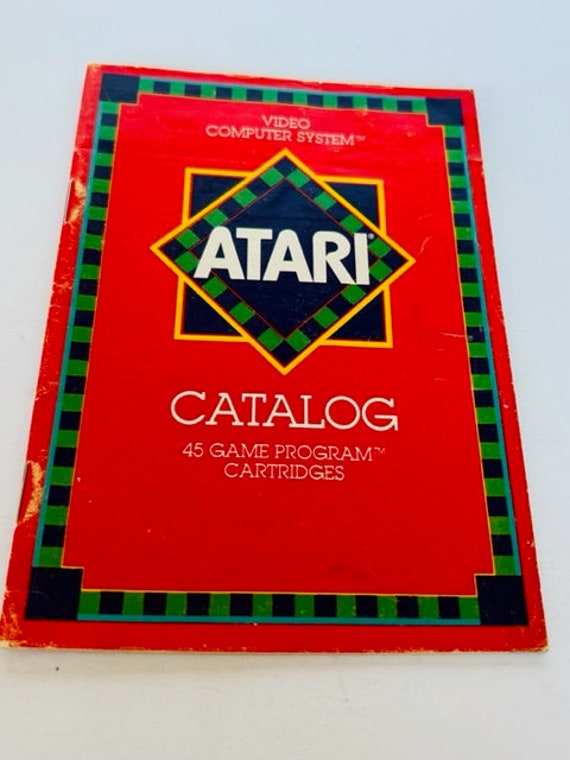 VIDEO
COMPUTER SYSTEM™
ATARI®
CATALOG
45 GAME PROGRAM™
CARTRIDGES